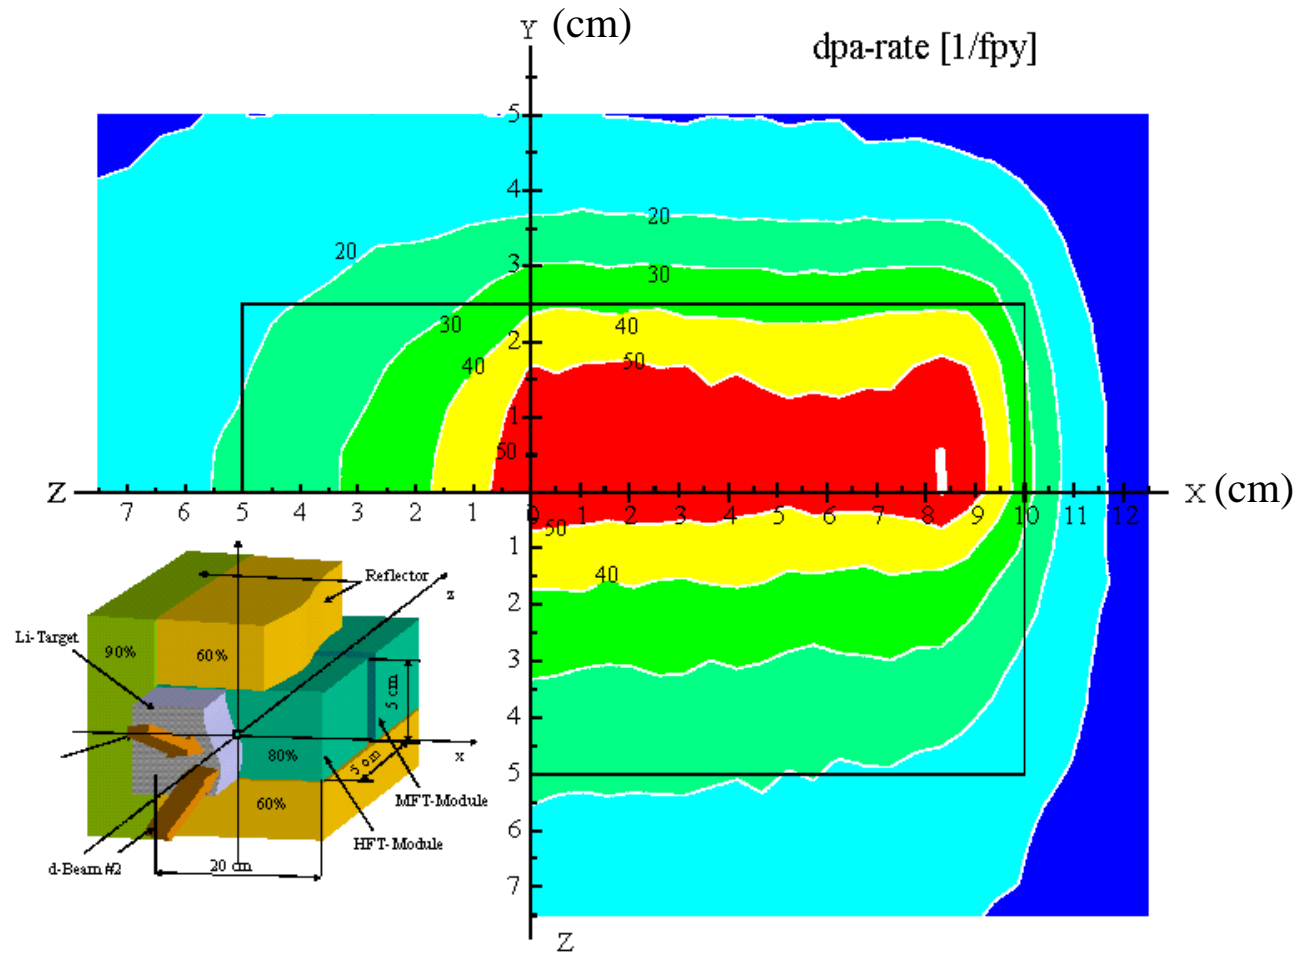 Y (cm)
dpa-rate [1/fpy]
5
4
20
20
3
30
30
40
2
40
50
1
50
Z 7 6 5 4 3 2 1 0 1 2 3 4 5 6 7 8 9 10 11 12 X (cm)
50
1
40
2
3
4
5
6
7
Z
Reflector
z
Li-Target
90%
60%
5 cm
80%
x
5 cm
60%
MFT-Module
HFT-Module
d-Beam #2
20 cm